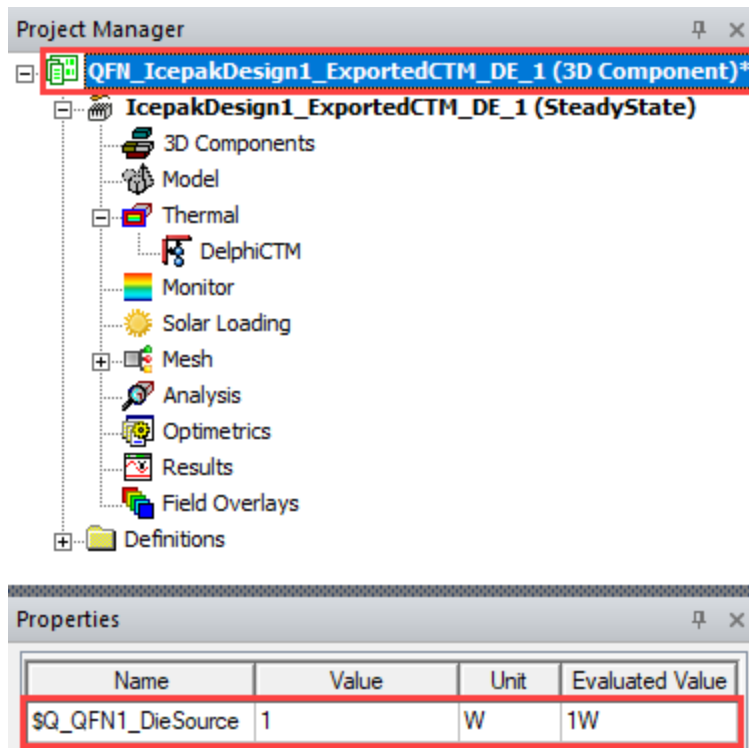 Project Manager
QFN_IcepakDesign1_ExportedCTM_DE_1 (3D Component)*
IcepakDesign1_ExportedCTM_DE_1 (SteadyState)
3D Components
Model
Thermal
DelphiCTM
Monitor
Solar Loading
Mesh
Analysis
Optimetrics
Results
Field Overlays
Definitions
Properties
Name Value Unit Evaluated Value
$Q_QFN1_DieSource 1 W 1W